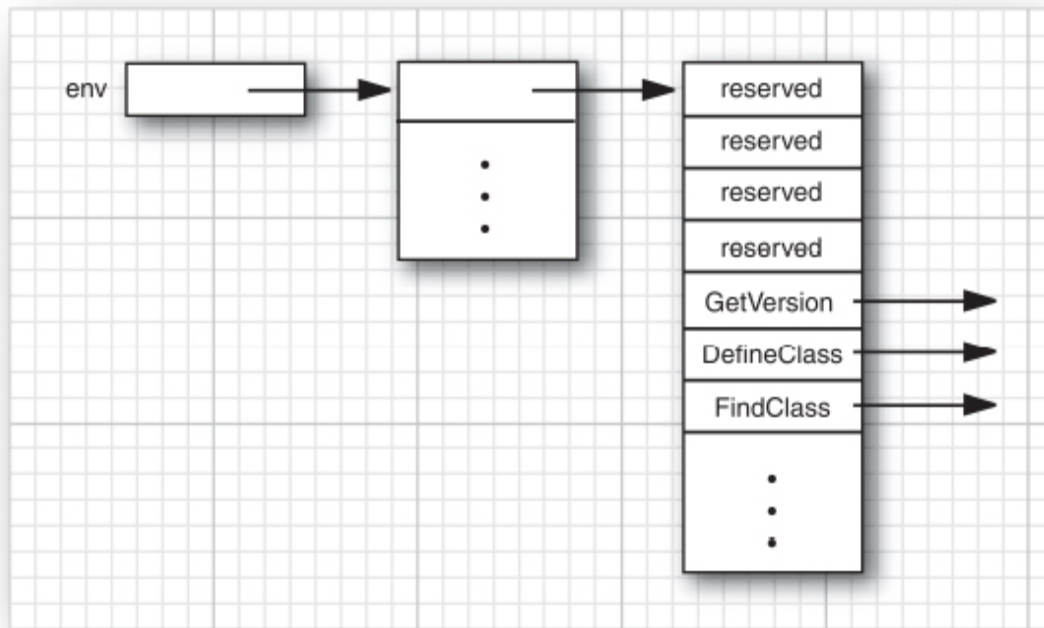 env
reserved
reserved
reserved
reserved
GetVersion
DefineClass
FindClass